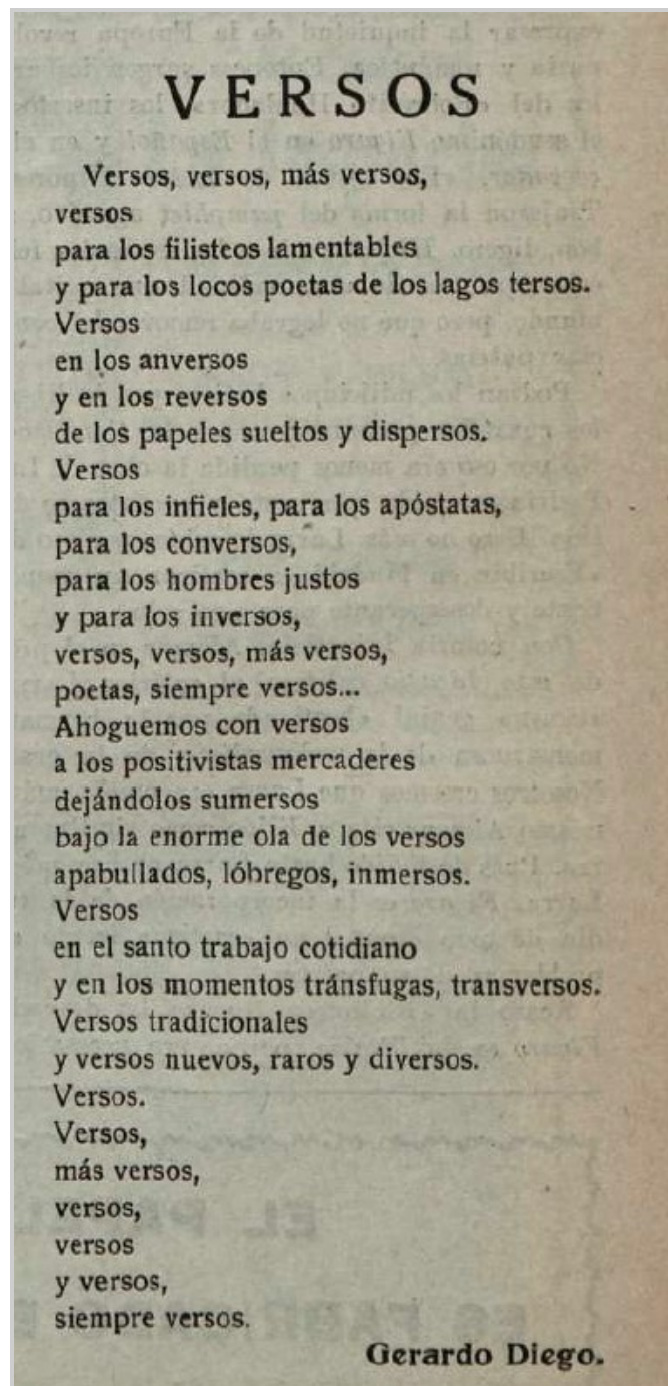 VERSOS
Versos, versos, más versos,
versos
para los filisteos lamentables
y para los locos poetas de los lagos tersos.
Versos
en los anversos
y en los reversos
de los papeles sueltos y dispersos.
Versos
para los infieles, para los apóstatas,
para los conversos,
para los hombres justos
y para los inversos,
versos, versos, más versos,
poetas, siempre versos...
Ahoguemos con versos
a los positivistas mercaderes
dejándolos sumersos
bajo la enorme ola de los versos
apabullados, lóbregos, inmersos.
Versos
en el santo trabajo cotidiano
y en los momentos tránsfugas, transversos.
Versos tradicionales
y versos nuevos, raros y diversos.
Versos.
Versos,
más versos,
versos,
versos
y versos,
siempre versos.
Gerardo Diego.